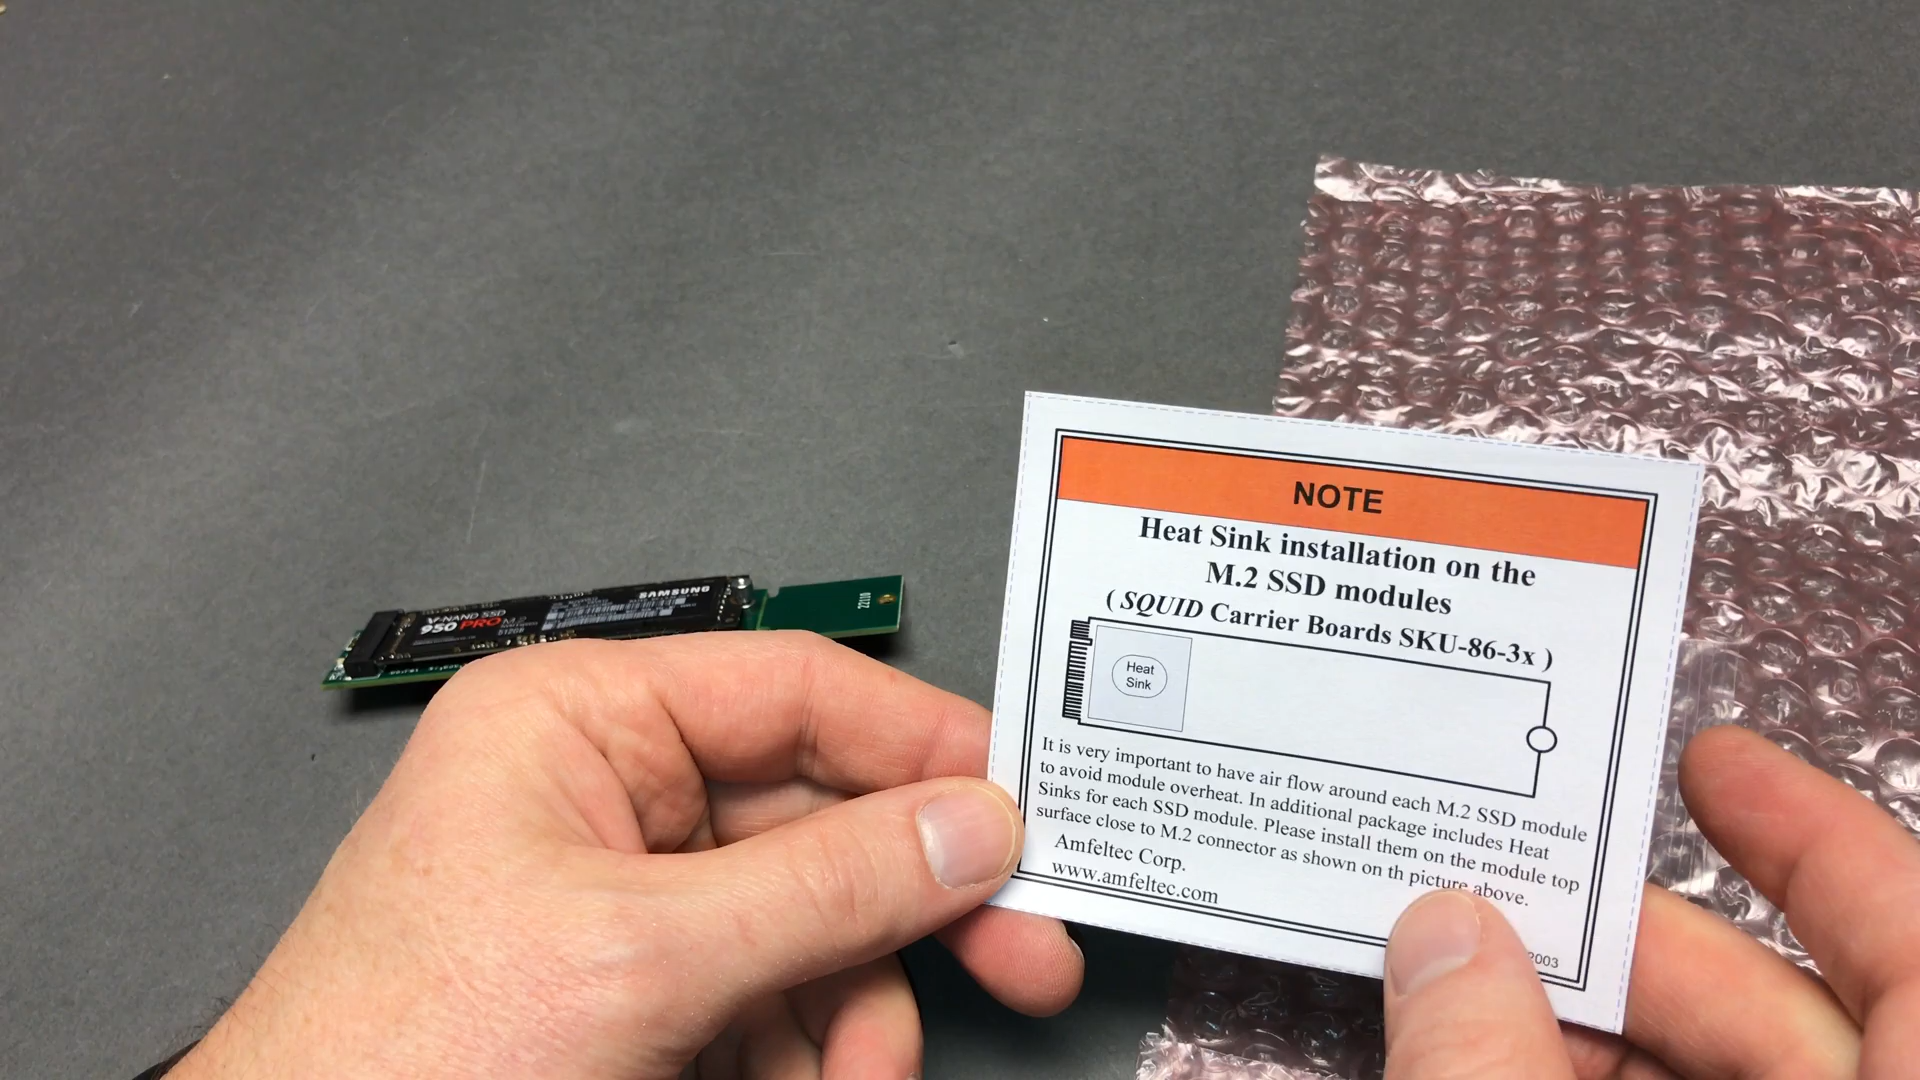 NOTE
Heat Sink installation on the
M.2 SSD modules
( SQUID Carrier Boards SKU-86-3x )
Heat
Sink
It is very important to have air flow around each M.2 SSD module
to avoid module overheat. In additional package includes Heat
Sinks for each SSD module. Please install them on the module top
surface close to M.2 connector as shown on th picture above.
Amfeltec Corp.
www.amfeltec.com
2003
V-NAND SSD
950 PRO M.2
512GB
SAMSUNG
22110